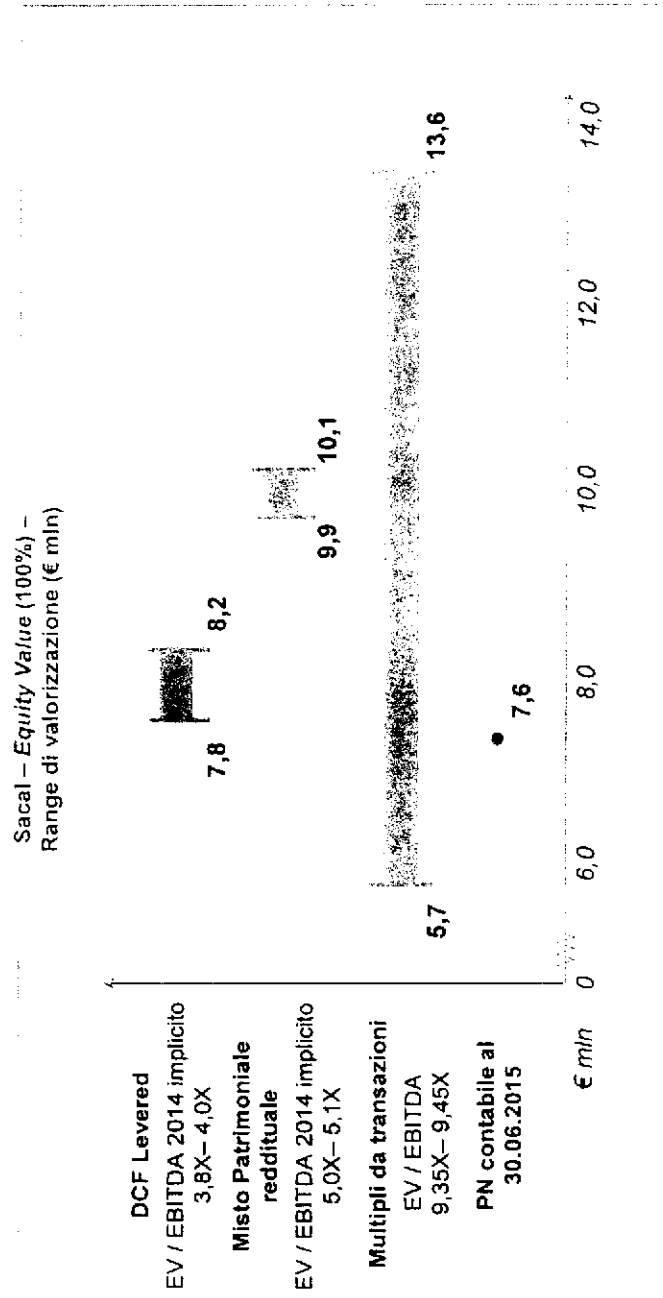 Sacal – Equity Value (100%) –
Range di valorizzazione (€ mln)
DCF Levered
EV / EBITDA 2014 implicito
3,8X– 4,0X
7,8
8,2
Misto Patrimoniale
reddituale
EV / EBITDA 2014 implicito
5,0X– 5,1X
9,9
10,1
Multipli da transazioni
EV / EBITDA
9,35X– 9,45X
5,7
13,6
PN contabile al
30.06.2015
7,6
€ mln
0
6,0
8,0
10,0
12,0
14,0